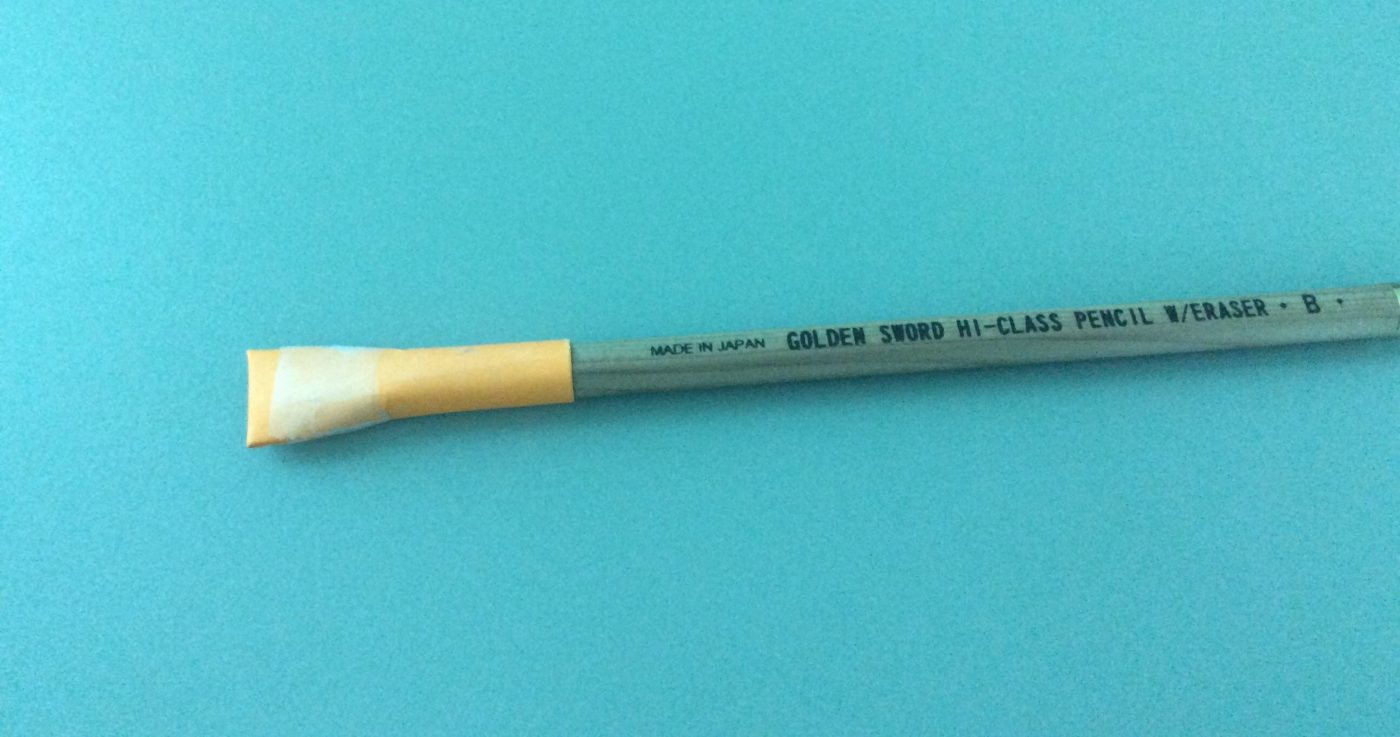 MADE IN JAPAN GOLDEN SWORD HI-CLASS PENCIL W/ERASER · B ·